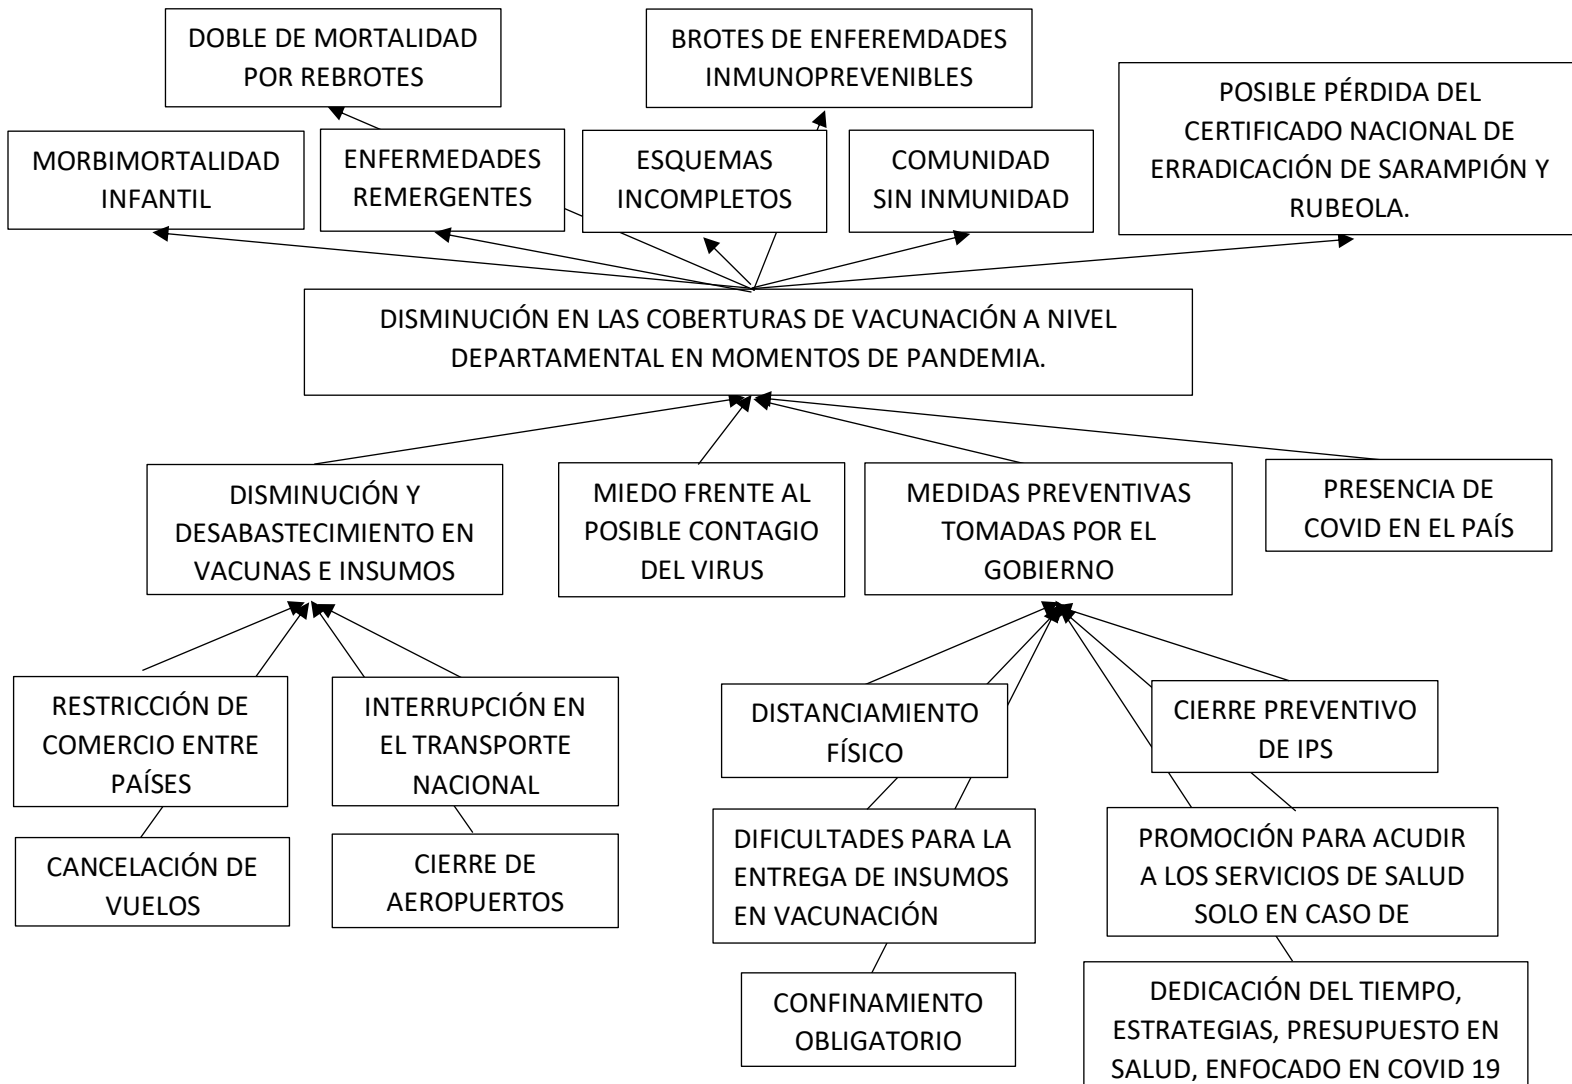 DOBLE DE MORTALIDAD
POR REBROTES
BROTES DE ENFEREMDADES
INMUNOPREVENIBLES
POSIBLE PÉRDIDA DEL
CERTIFICADO NACIONAL DE
ERRADICACIÓN DE SARAMPIÓN Y
RUBEOLA.
MORBIMORTALIDAD
INFANTIL
ENFERMEDADES
REMERGENTES
ESQUEMAS
INCOMPLETOS
COMUNIDAD
SIN INMUNIDAD
DISMINUCIÓN EN LAS COBERTURAS DE VACUNACIÓN A NIVEL
DEPARTAMENTAL EN MOMENTOS DE PANDEMIA.
DISMINUCIÓN Y
DESABASTECIMIENTO EN
VACUNAS E INSUMOS
MIEDO FRENTE AL
POSIBLE CONTAGIO
DEL VIRUS
MEDIDAS PREVENTIVAS
TOMADAS POR EL
GOBIERNO
PRESENCIA DE
COVID EN EL PAÍS
RESTRICCIÓN DE
COMERCIO ENTRE
PAÍSES
INTERRUPCIÓN EN
EL TRANSPORTE
NACIONAL
DISTANCIAMIENTO
FÍSICO
CIERRE PREVENTIVO
DE IPS
CANCELACIÓN DE
VUELOS
CIERRE DE
AEROPUERTOS
DIFICULTADES PARA LA
ENTREGA DE INSUMOS
EN VACUNACIÓN
PROMOCIÓN PARA ACUDIR
A LOS SERVICIOS DE SALUD
SOLO EN CASO DE
CONFINAMIENTO
OBLIGATORIO
DEDICACIÓN DEL TIEMPO,
ESTRATEGIAS, PRESUPUESTO EN
SALUD, ENFOCADO EN COVID 19